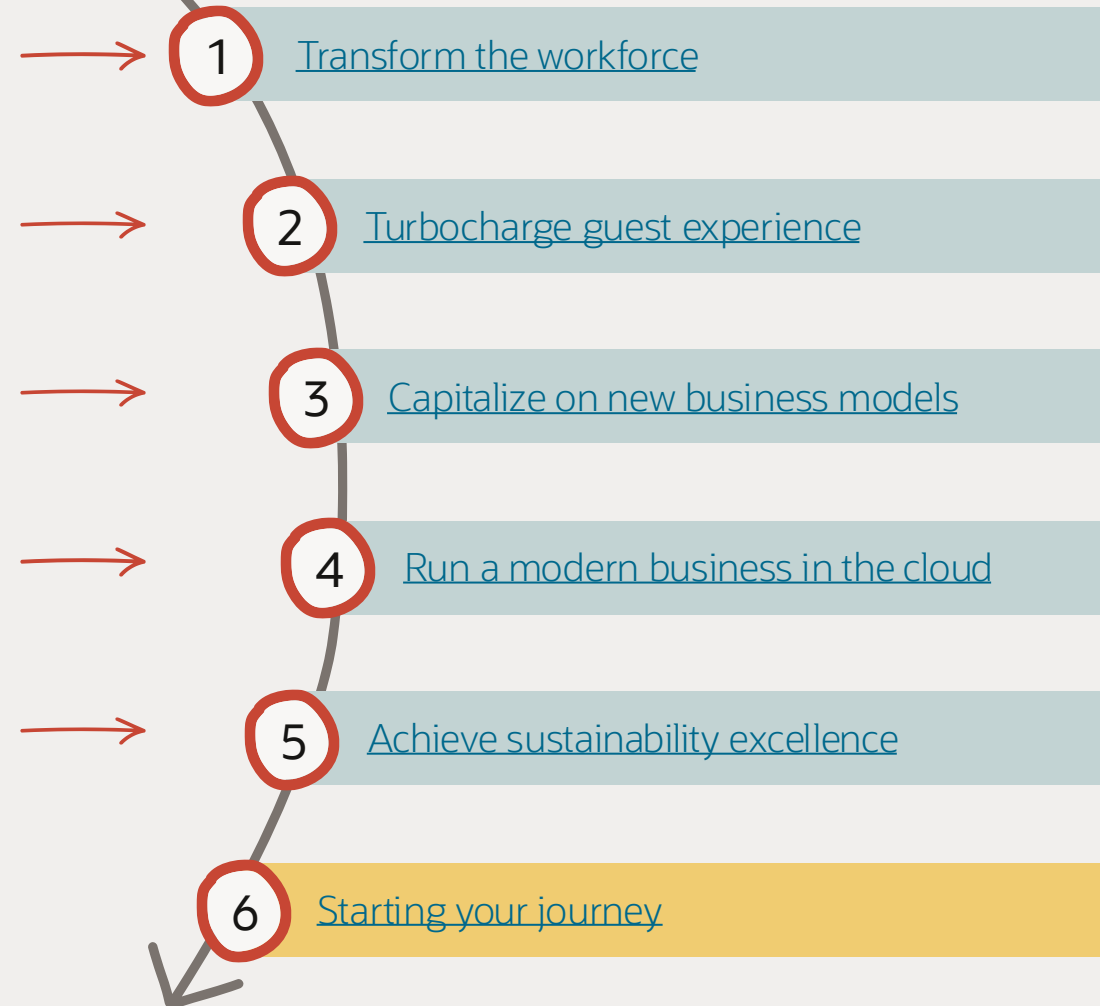 1 Transform the workforce
2 Turbocharge guest experience
3 Capitalize on new business models
4 Run a modern business in the cloud
5 Achieve sustainability excellence
6 Starting your journey